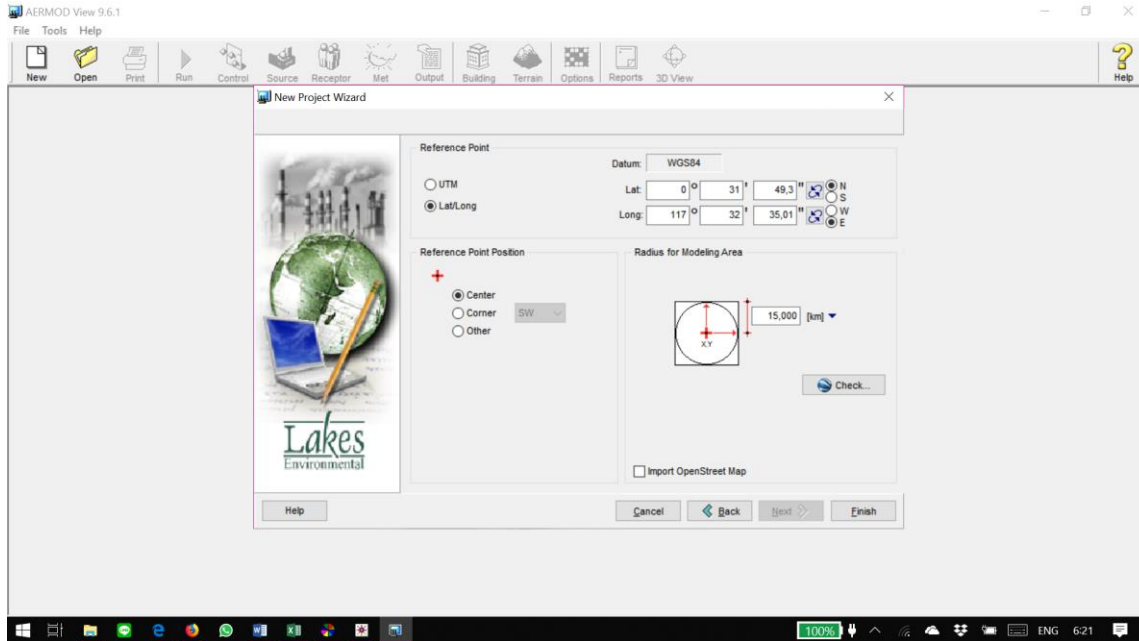 AERMOD View 9.6.1
File Tools Help
New Open Print Run Control Source Receptor Met Output Building Terrain Options Reports 3D View Help
New Project Wizard
Reference Point
Datum: WGS84
UTM
Lat/Long
Lat: 0 ° 31 ' 49,3 " N
S
Long: 117 ° 32 ' 35,01 " W
E
Reference Point Position
Center
Corner SW
Other
Radius for Modeling Area
X,Y
15,000 [km]
Check...
Import OpenStreet Map
Lakes
Environmental
Help Cancel Back Next Finish
100% ENG 6:21